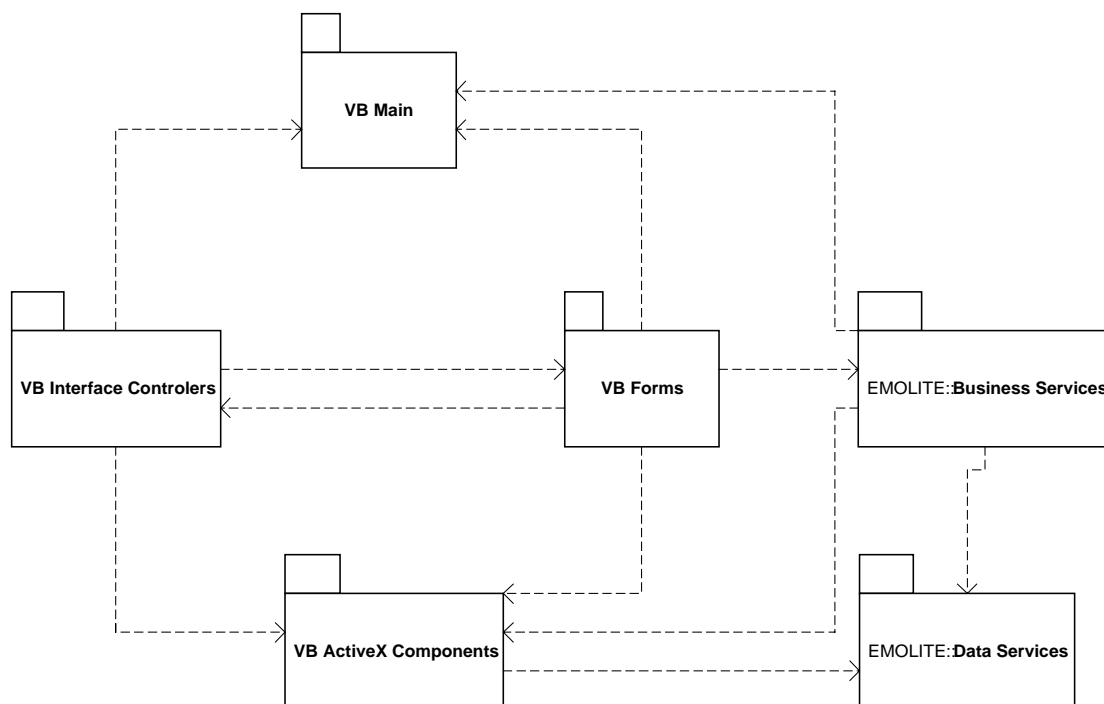 VB Main
VB Interface Controlers
VB Forms
EMOLITE::Business Services
VB ActiveX Components
EMOLITE::Data Services